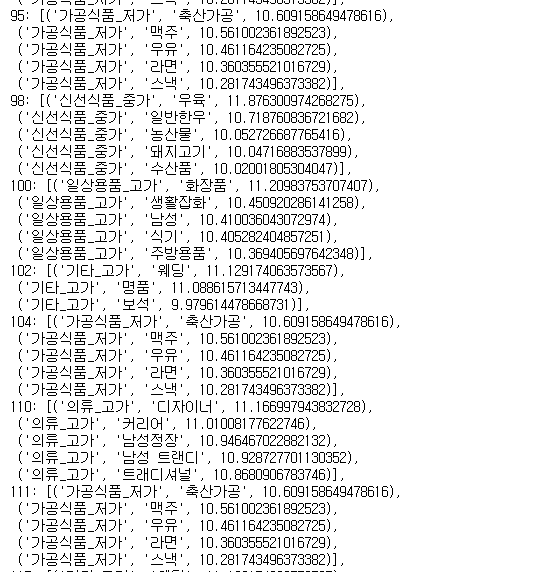 95: [('가공식품_저가', '축산가공', 10.609158649478616),
('가공식품_저가', '맥주', 10.561002361892523),
('가공식품_저가', '우유', 10.461164235082725),
('가공식품_저가', '라면', 10.360355521016729),
('가공식품_저가', '스낵', 10.281743496373382)],
98: [('신선식품_중가', '우육', 11.876300974268275),
('신선식품_중가', '일반한우', 10.718760836721682),
('신선식품_중가', '농산물', 10.052726687765416),
('신선식품_중가', '돼지고기', 10.04716883537899),
('신선식품_중가', '수산품', 10.02001805304047)],
100: [('일상용품_고가', '화장품', 11.20983753707407),
('일상용품_고가', '생활잡화', 10.450920286141258),
('일상용품_고가', '남성', 10.410036043072974),
('일상용품_고가', '식기', 10.405282404857251),
('일상용품_고가', '주방용품', 10.369405697642348)],
102: [('기타_고가', '웨딩', 11.129174063573567),
('기타_고가', '명품', 11.088615713447743),
('기타_고가', '보석', 9.979614478668731)],
104: [('가공식품_저가', '축산가공', 10.609158649478616),
('가공식품_저가', '맥주', 10.561002361892523),
('가공식품_저가', '우유', 10.461164235082725),
('가공식품_저가', '라면', 10.360355521016729),
('가공식품_저가', '스낵', 10.281743496373382)],
110: [('의류_고가', '디자이너', 11.166997943832728),
('의류_고가', '커리어', 11.01008177622746),
('의류_고가', '남성정장', 10.946467022882132),
('의류_고가', '남성 트랜디', 10.928727701130352),
('의류_고가', '트래디셔널', 10.8680906783746)],
111: [('가공식품_저가', '축산가공', 10.609158649478616),
('가공식품_저가', '맥주', 10.561002361892523),
('가공식품_저가', '우유', 10.461164235082725),
('가공식품_저가', '라면', 10.360355521016729),
('가공식품_저가', '스낵', 10.281743496373382)],